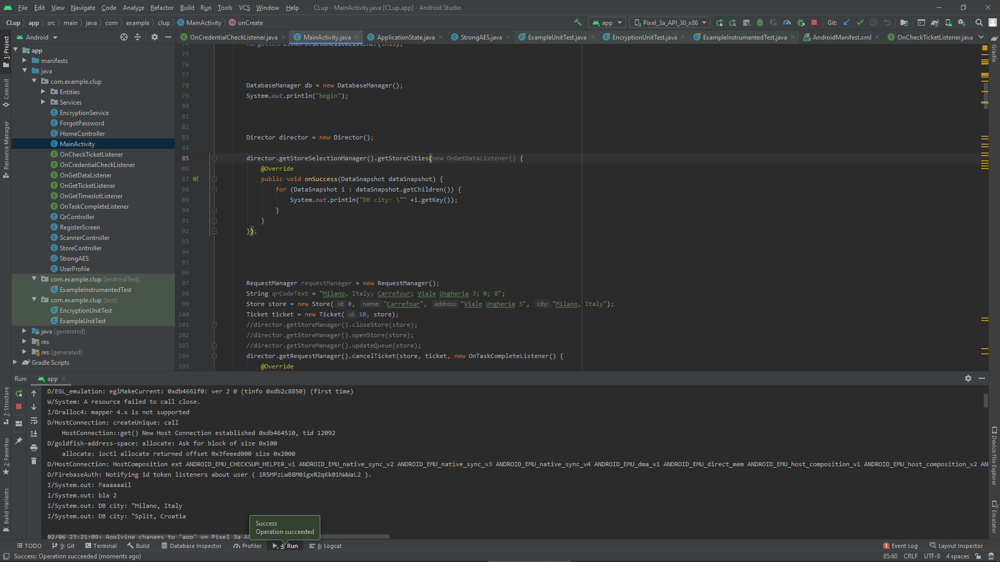 File Edit View Navigate Code Analyze Refactor Build Run Tools VCS Window Help CLup - MainActivity.java [CLup.app] - Android Studio
CLup app src main java com example clup MainActivity onCreate app Pixel_3a_API_30_x86 Git:
Android OnCredentialCheckListener.java MainActivity.java ApplicationState.java StrongAES.java ExampleUnitTest.java EncryptionUnitTest.java ExampleInstrumentedTest.java AndroidManifest.xml OnCheckTicketListener.java
1: Project
Commit
Resource Manager
7: Structure
2: Favorites
Build Variants
app
manifests
java
com.example.clup
Entities
Services
EncryptionService
ForgotPassword
HomeController
MainActivity
OnCheckTicketListener
OnCredentialCheckListener
OnGetDataListener
OnGetTicketListener
OnGetTimeslotListener
OnTaskCompleteListener
QrController
RegisterScreen
ScannerController
StoreController
StrongAES
UserProfile
com.example.clup (androidTest)
ExampleInstrumentedTest
com.example.clup (test)
EncryptionUnitTest
ExampleUnitTest
java (generated)
res
res (generated)
Gradle Scripts
74 forgottenPassword.setOnClickListener(this);
75
76
77
78 DatabaseManager db = new DatabaseManager();
79 System.out.println("begin");
80
81
82
83 Director director = new Director();
84
85 director.getStoreSelectionManager().getStoreCities(new OnGetDataListener() {
86 @Override
87 public void onSuccess(DataSnapshot dataSnapshot) {
88 for (DataSnapshot i : dataSnapshot.getChildren()) {
89 System.out.println("DB city: \"" +i.getKey());
90 }
91 }
92 });
93
94
95
96
97 RequestManager requestManager = new RequestManager();
98 String qrCodeText = "Milano, Italy; Carrefour; Viale Ungheria 3; 0; 8";
99 Store store = new Store( id: 0, name: "Carrefour", address: "Viale Ungheria 3", city: "Milano, Italy");
100 Ticket ticket = new Ticket( id: 10, store);
101 //director.getStoreManager().closeStore(store);
102 //director.getStoreManager().openStore(store);
103 //director.getStoreManager().updateQueue(store);
104 director.getRequestManager().cancelTicket(store, ticket, new OnTaskCompleteListener() {
105 @Override
Gradle
Device File Explorer
Emulator
Run: app
D/EGL_emulation: eglMakeCurrent: 0xdb4661f0: ver 2 0 (tinfo 0xdb2c8850) (first time)
W/System: A resource failed to call close.
I/Gralloc4: mapper 4.x is not supported
D/HostConnection: createUnique: call
HostConnection::get() New Host Connection established 0xdb464510, tid 12092
D/goldfish-address-space: allocate: Ask for block of size 0x100
allocate: ioctl allocate returned offset 0x3feeed000 size 0x2000
D/HostConnection: HostComposition ext ANDROID_EMU_CHECKSUM_HELPER_v1 ANDROID_EMU_native_sync_v2 ANDROID_EMU_native_sync_v3 ANDROID_EMU_native_sync_v4 ANDROID_EMU_dma_v1 ANDROID_EMU_direct_mem ANDROID_EMU_host_composition_v1 ANDROID_EMU_host_composition_v2 AN
D/FirebaseAuth: Notifying id token listeners about user ( iR5MPzLwB8M0igxR2qKk01hWWaL2 ).
I/System.out: Faaaaaail
I/System.out: bla 2
I/System.out: DB city: "Milano, Italy
I/System.out: DB city: "Split, Croatia
02/06 23:21:09: Applying changes to 'app' on Pixel 3a AP
Success
Operation succeeded
TODO 9: Git Terminal Build Database Inspector Profiler 4: Run 6: Logcat 3 Event Log Layout Inspector
Success: Operation succeeded (moments ago) 85:60 CRLF UTF-8 4 spaces